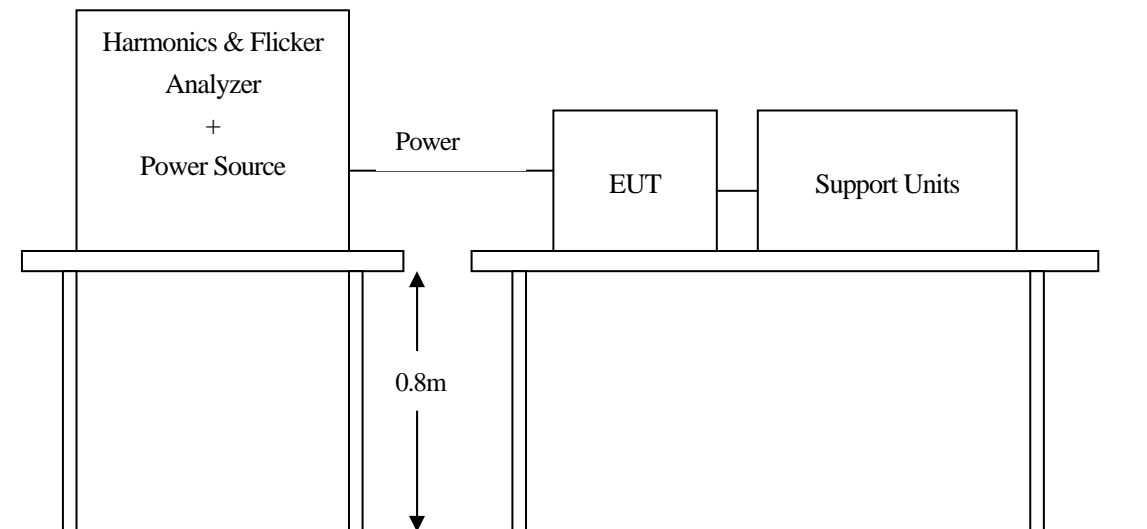 Harmonics & Flicker
Analyzer
+
Power Source
Power
EUT
Support Units
0.8m